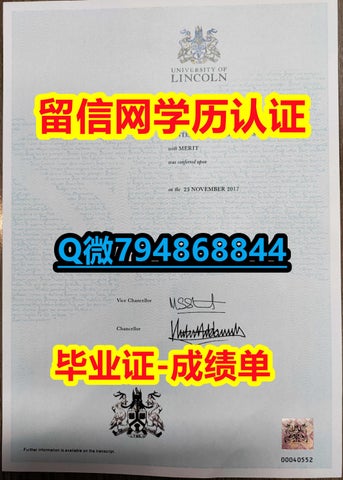 UNIVERSITY OF
LINCOLN
留信网学历认证
with MERIT
was conferred upon
on the 23 NOVEMBER 2017
Q微794868844
Vice Chancellor
Chancellor
毕业证-成绩单
Further information is available on the transcript.
00040552